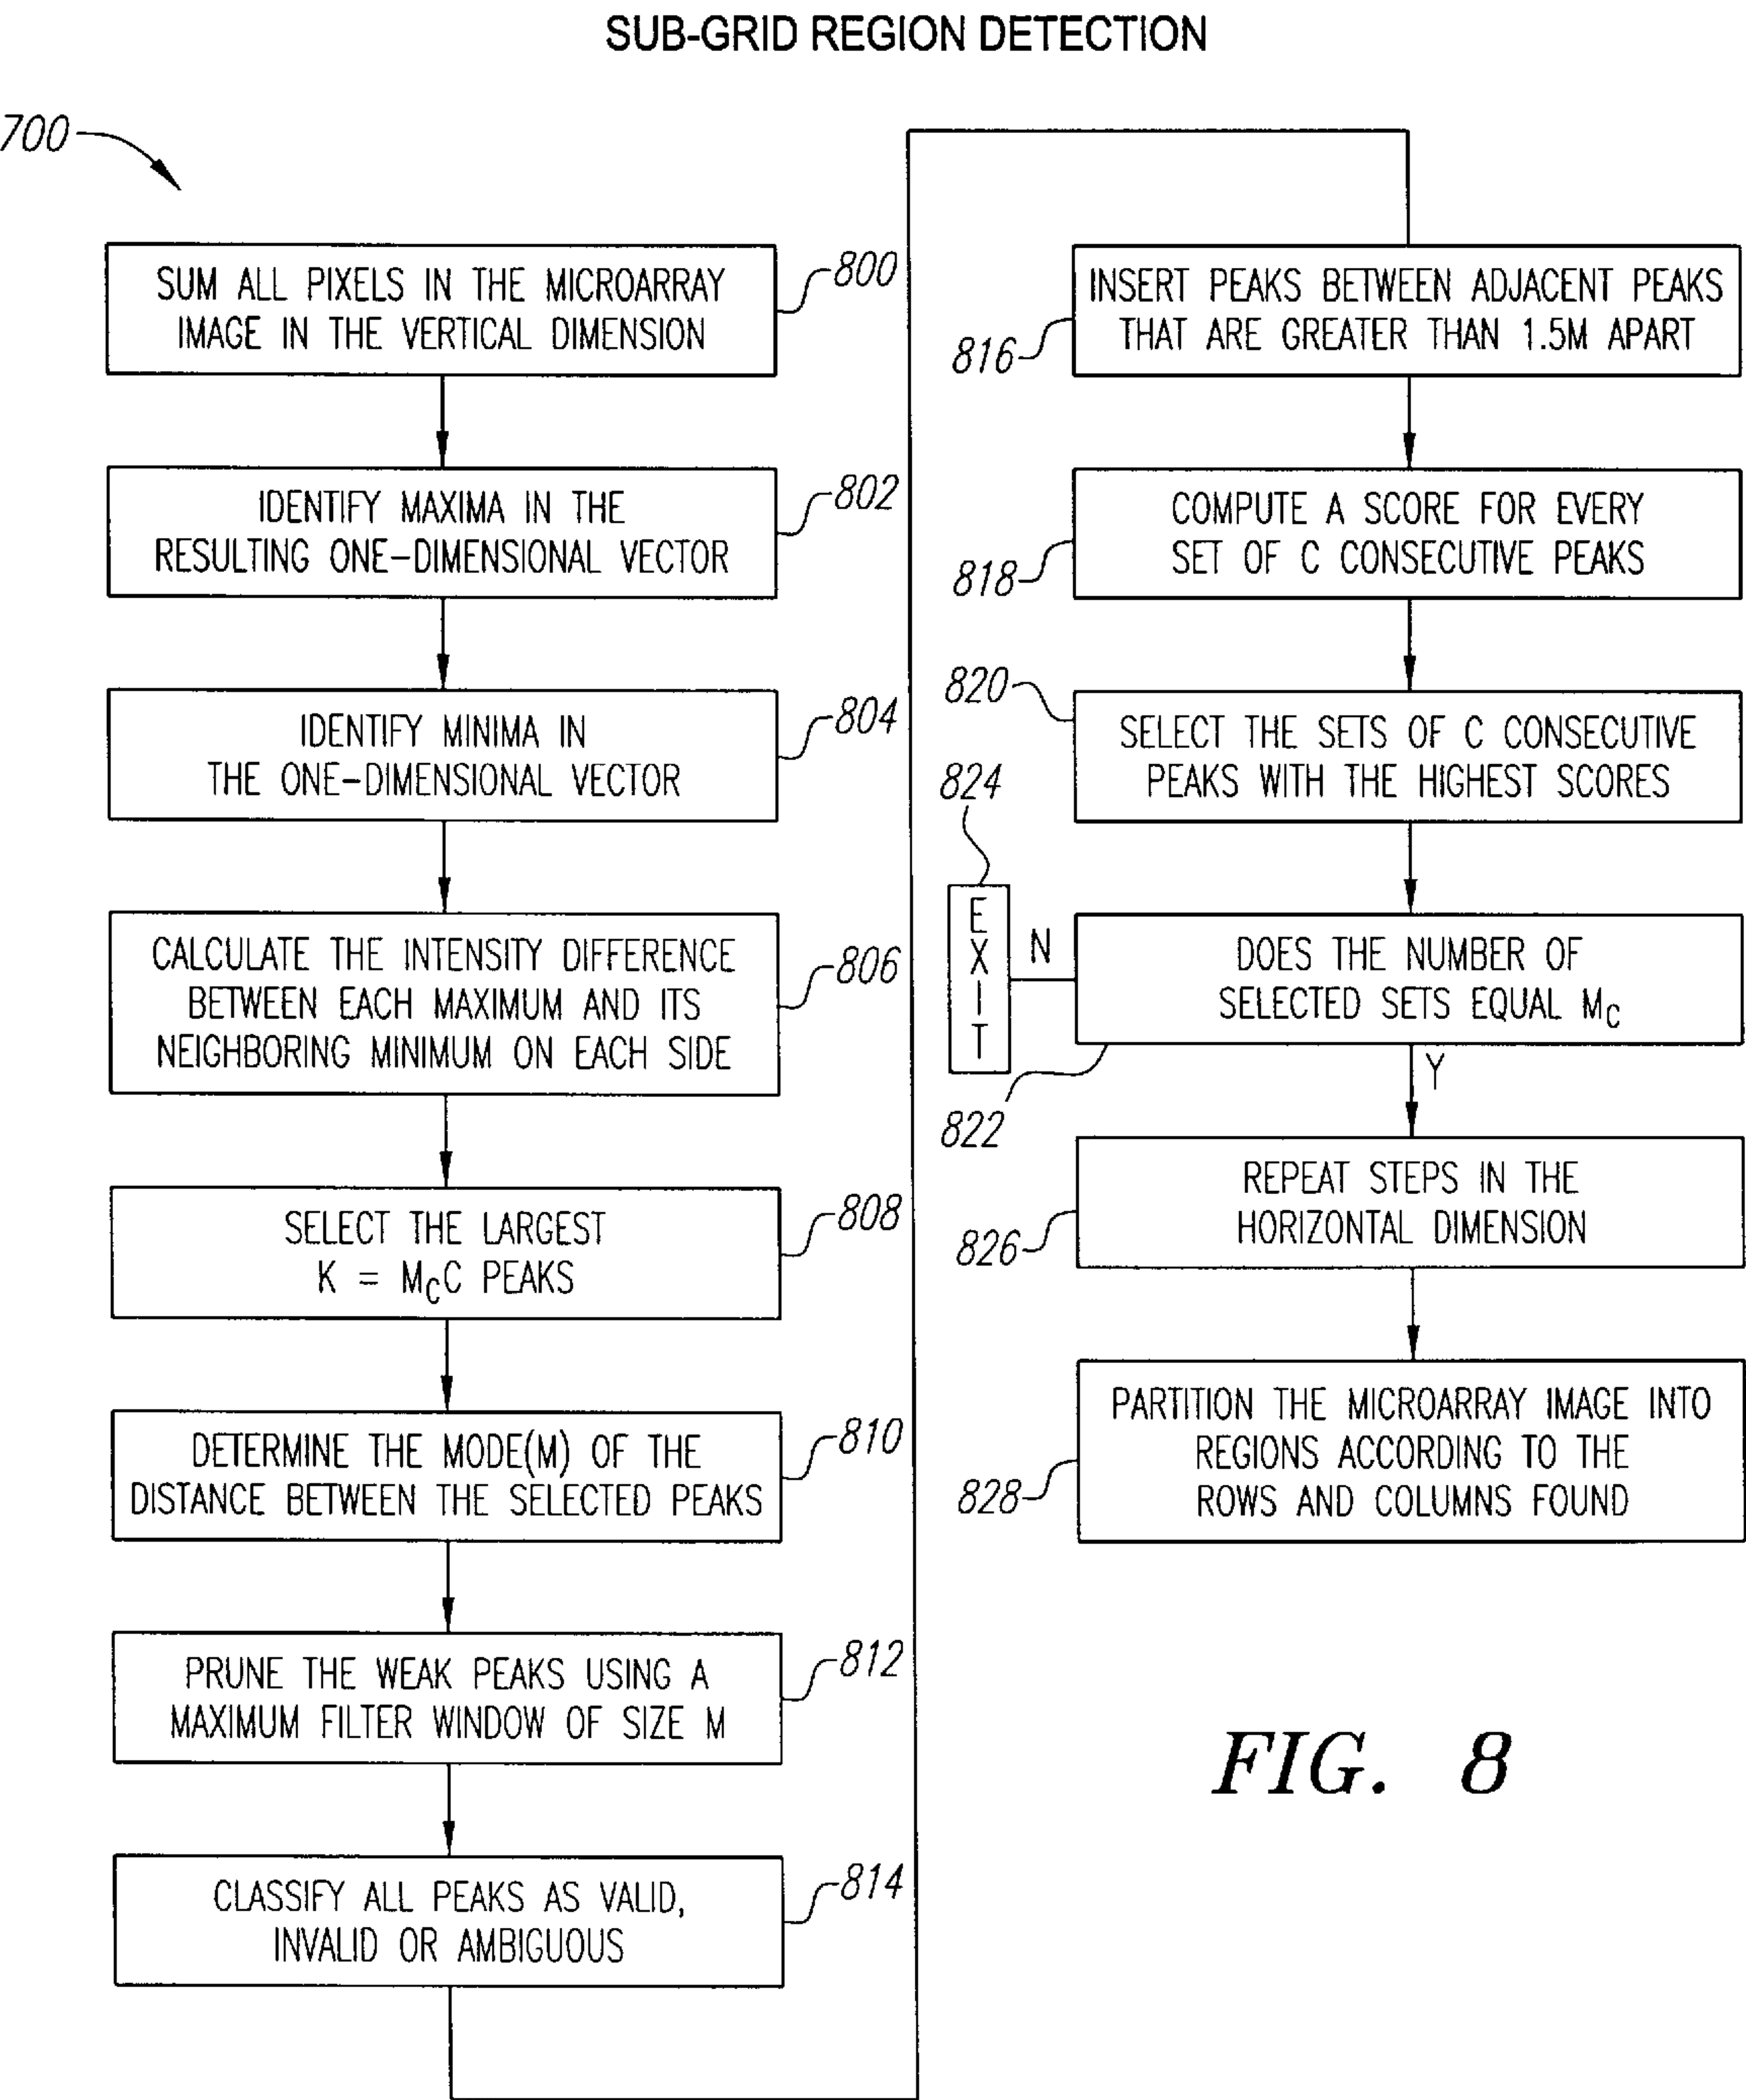 SUB-GRID REGION DETECTION
700
SUM ALL PIXELS IN THE MICROARRAY
IMAGE IN THE VERTICAL DIMENSION
800
IDENTIFY MAXIMA IN THE
RESULTING ONE-DIMENSIONAL VECTOR
802
IDENTIFY MINIMA IN
THE ONE-DIMENSIONAL VECTOR
804
CALCULATE THE INTENSITY DIFFERENCE
BETWEEN EACH MAXIMUM AND ITS
NEIGHBORING MINIMUM ON EACH SIDE
806
SELECT THE LARGEST
K = M_C C PEAKS
808
DETERMINE THE MODE(M) OF THE
DISTANCE BETWEEN THE SELECTED PEAKS
810
PRUNE THE WEAK PEAKS USING A
MAXIMUM FILTER WINDOW OF SIZE M
812
CLASSIFY ALL PEAKS AS VALID,
INVALID OR AMBIGUOUS
814
INSERT PEAKS BETWEEN ADJACENT PEAKS
THAT ARE GREATER THAN 1.5M APART
816
COMPUTE A SCORE FOR EVERY
SET OF C CONSECUTIVE PEAKS
818
820
SELECT THE SETS OF C CONSECUTIVE
PEAKS WITH THE HIGHEST SCORES
824
EXIT
N
DOES THE NUMBER OF
SELECTED SETS EQUAL M_C
822
Y
REPEAT STEPS IN THE
HORIZONTAL DIMENSION
826
PARTITION THE MICROARRAY IMAGE INTO
REGIONS ACCORDING TO THE
ROWS AND COLUMNS FOUND
828
FIG. 8